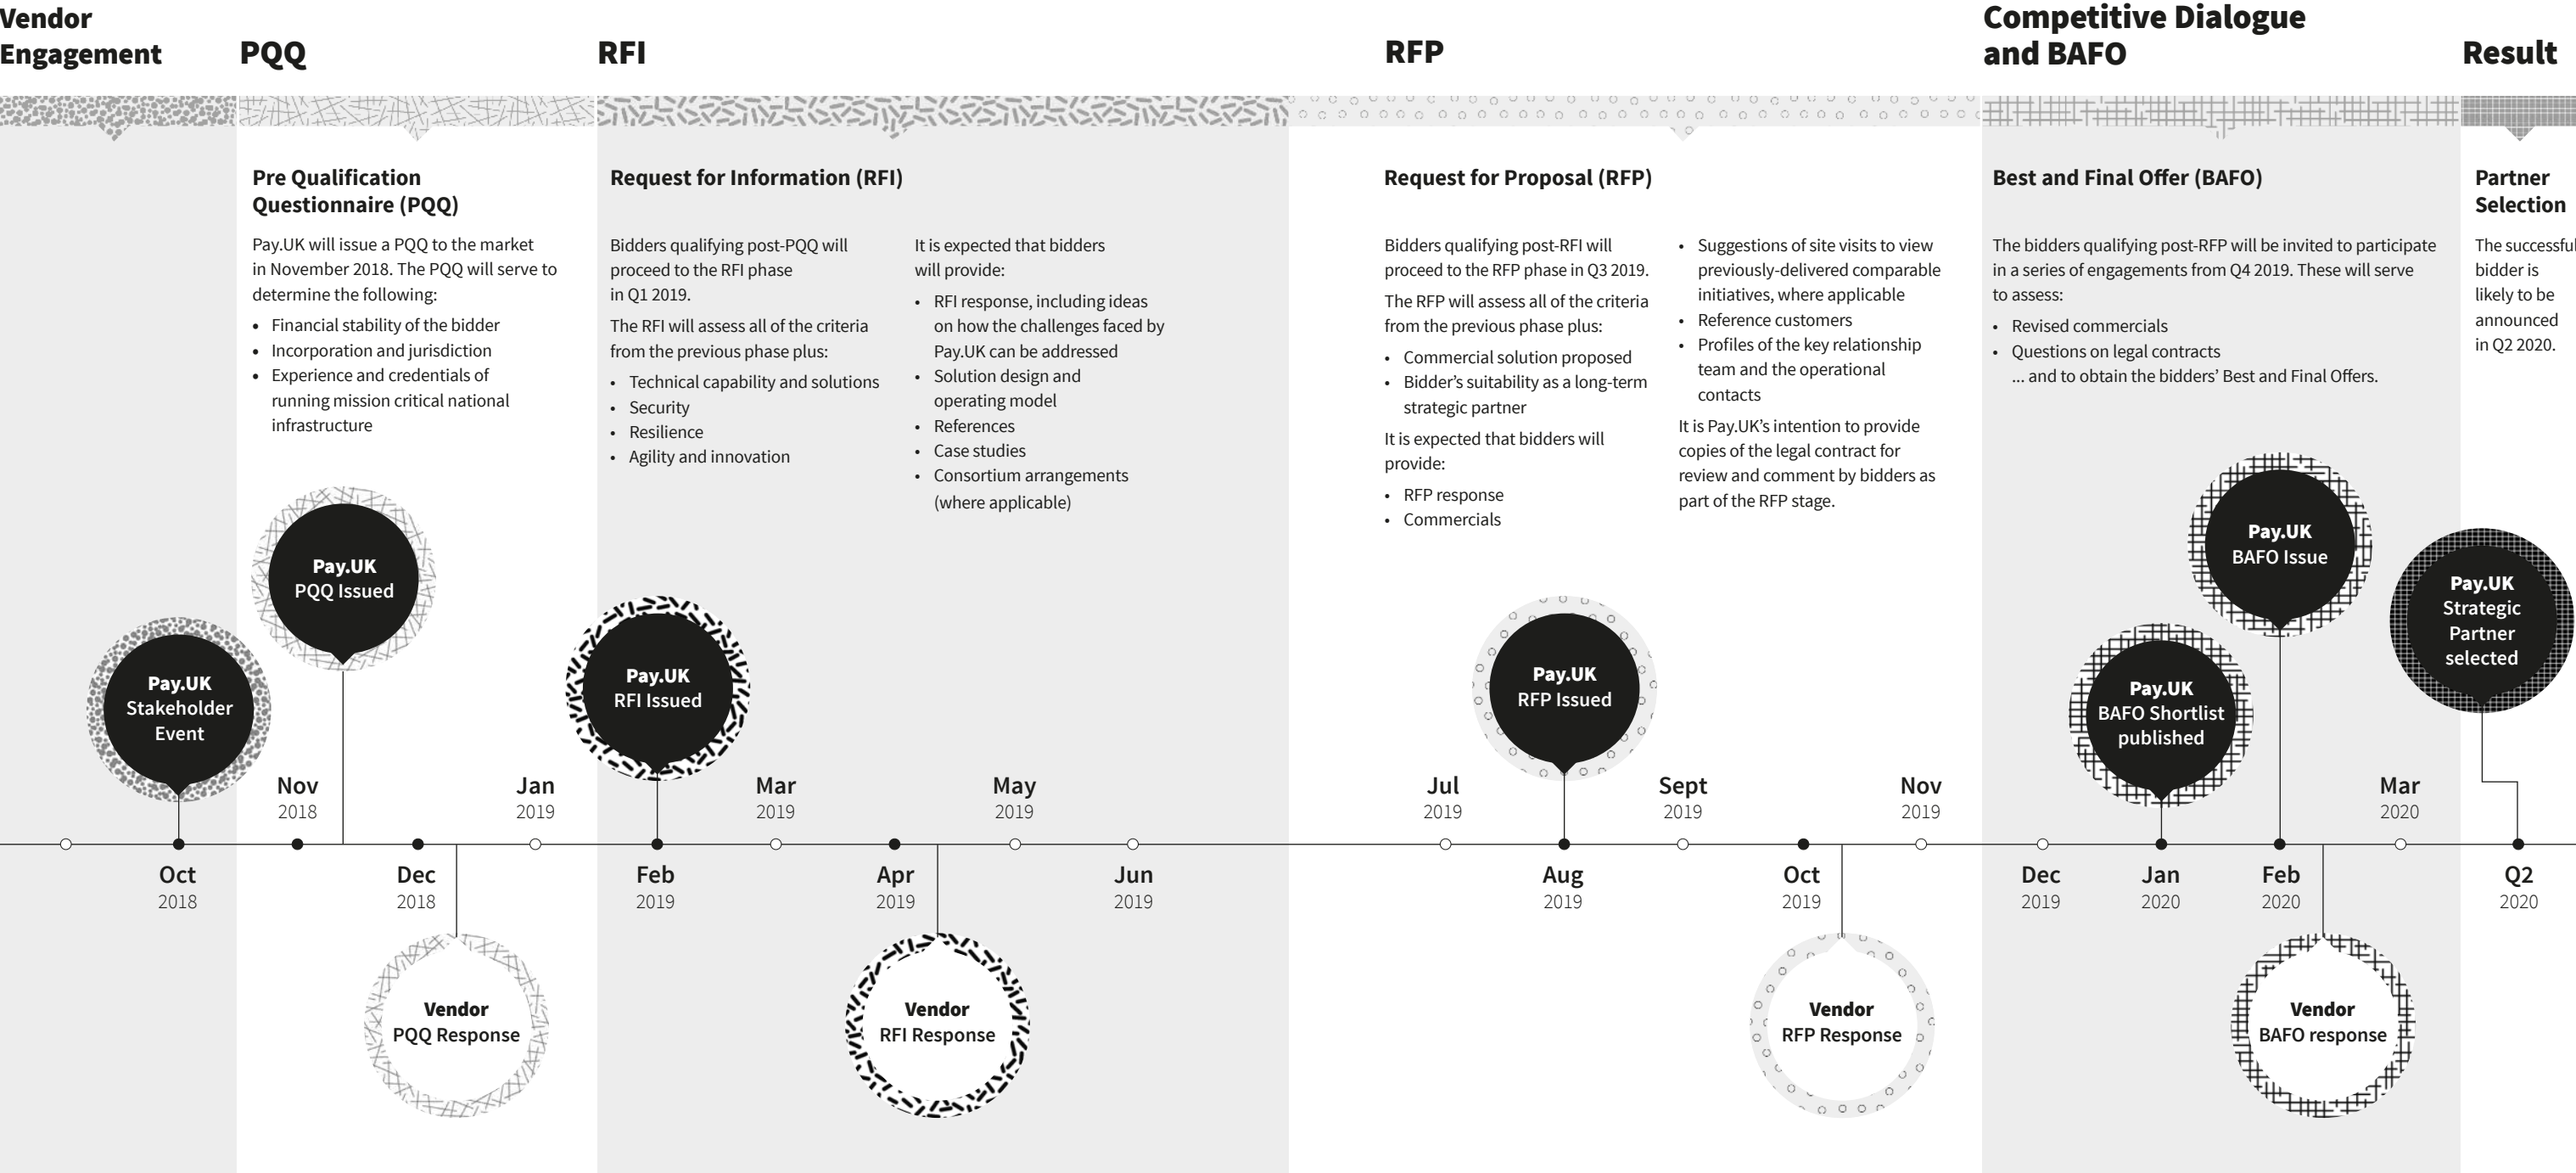 Vendor
Engagement
PQQ
RFI
RFP
Competitive Dialogue
and BAFO
Result
Pre Qualification
Questionnaire (PQQ)
Pay.UK will issue a PQQ to the market
in November 2018. The PQQ will serve to
determine the following:
• Financial stability of the bidder
• Incorporation and jurisdiction
• Experience and credentials of
running mission critical national
infrastructure
Request for Information (RFI)
Bidders qualifying post-PQQ will
proceed to the RFI phase
in Q1 2019.
The RFI will assess all of the criteria
from the previous phase plus:
• Technical capability and solutions
• Security
• Resilience
• Agility and innovation
It is expected that bidders
will provide:
• RFI response, including ideas
on how the challenges faced by
Pay.UK can be addressed
• Solution design and
operating model
• References
• Case studies
• Consortium arrangements
(where applicable)
Request for Proposal (RFP)
Bidders qualifying post-RFI will
proceed to the RFP phase in Q3 2019.
The RFP will assess all of the criteria
from the previous phase plus:
• Commercial solution proposed
• Bidder’s suitability as a long-term
strategic partner
It is expected that bidders will
provide:
• RFP response
• Commercials
• Suggestions of site visits to view
previously-delivered comparable
initiatives, where applicable
• Reference customers
• Profiles of the key relationship
team and the operational
contacts
It is Pay.UK’s intention to provide
copies of the legal contract for
review and comment by bidders as
part of the RFP stage.
Best and Final Offer (BAFO)
The bidders qualifying post-RFP will be invited to participate
in a series of engagements from Q4 2019. These will serve
to assess:
• Revised commercials
• Questions on legal contracts
... and to obtain the bidders’ Best and Final Offers.
Partner
Selection
The successful
bidder is
likely to be
announced
in Q2 2020.
Pay.UK
Stakeholder
Event
Pay.UK
PQQ Issued
Pay.UK
RFI Issued
Pay.UK
RFP Issued
Pay.UK
BAFO Shortlist
published
Pay.UK
BAFO Issue
Pay.UK
Strategic
Partner
selected
Oct
2018
Nov
2018
Dec
2018
Jan
2019
Feb
2019
Mar
2019
Apr
2019
May
2019
Jun
2019
Jul
2019
Aug
2019
Sept
2019
Oct
2019
Nov
2019
Dec
2019
Jan
2020
Feb
2020
Mar
2020
Q2
2020
Vendor
PQQ Response
Vendor
RFI Response
Vendor
RFP Response
Vendor
BAFO response